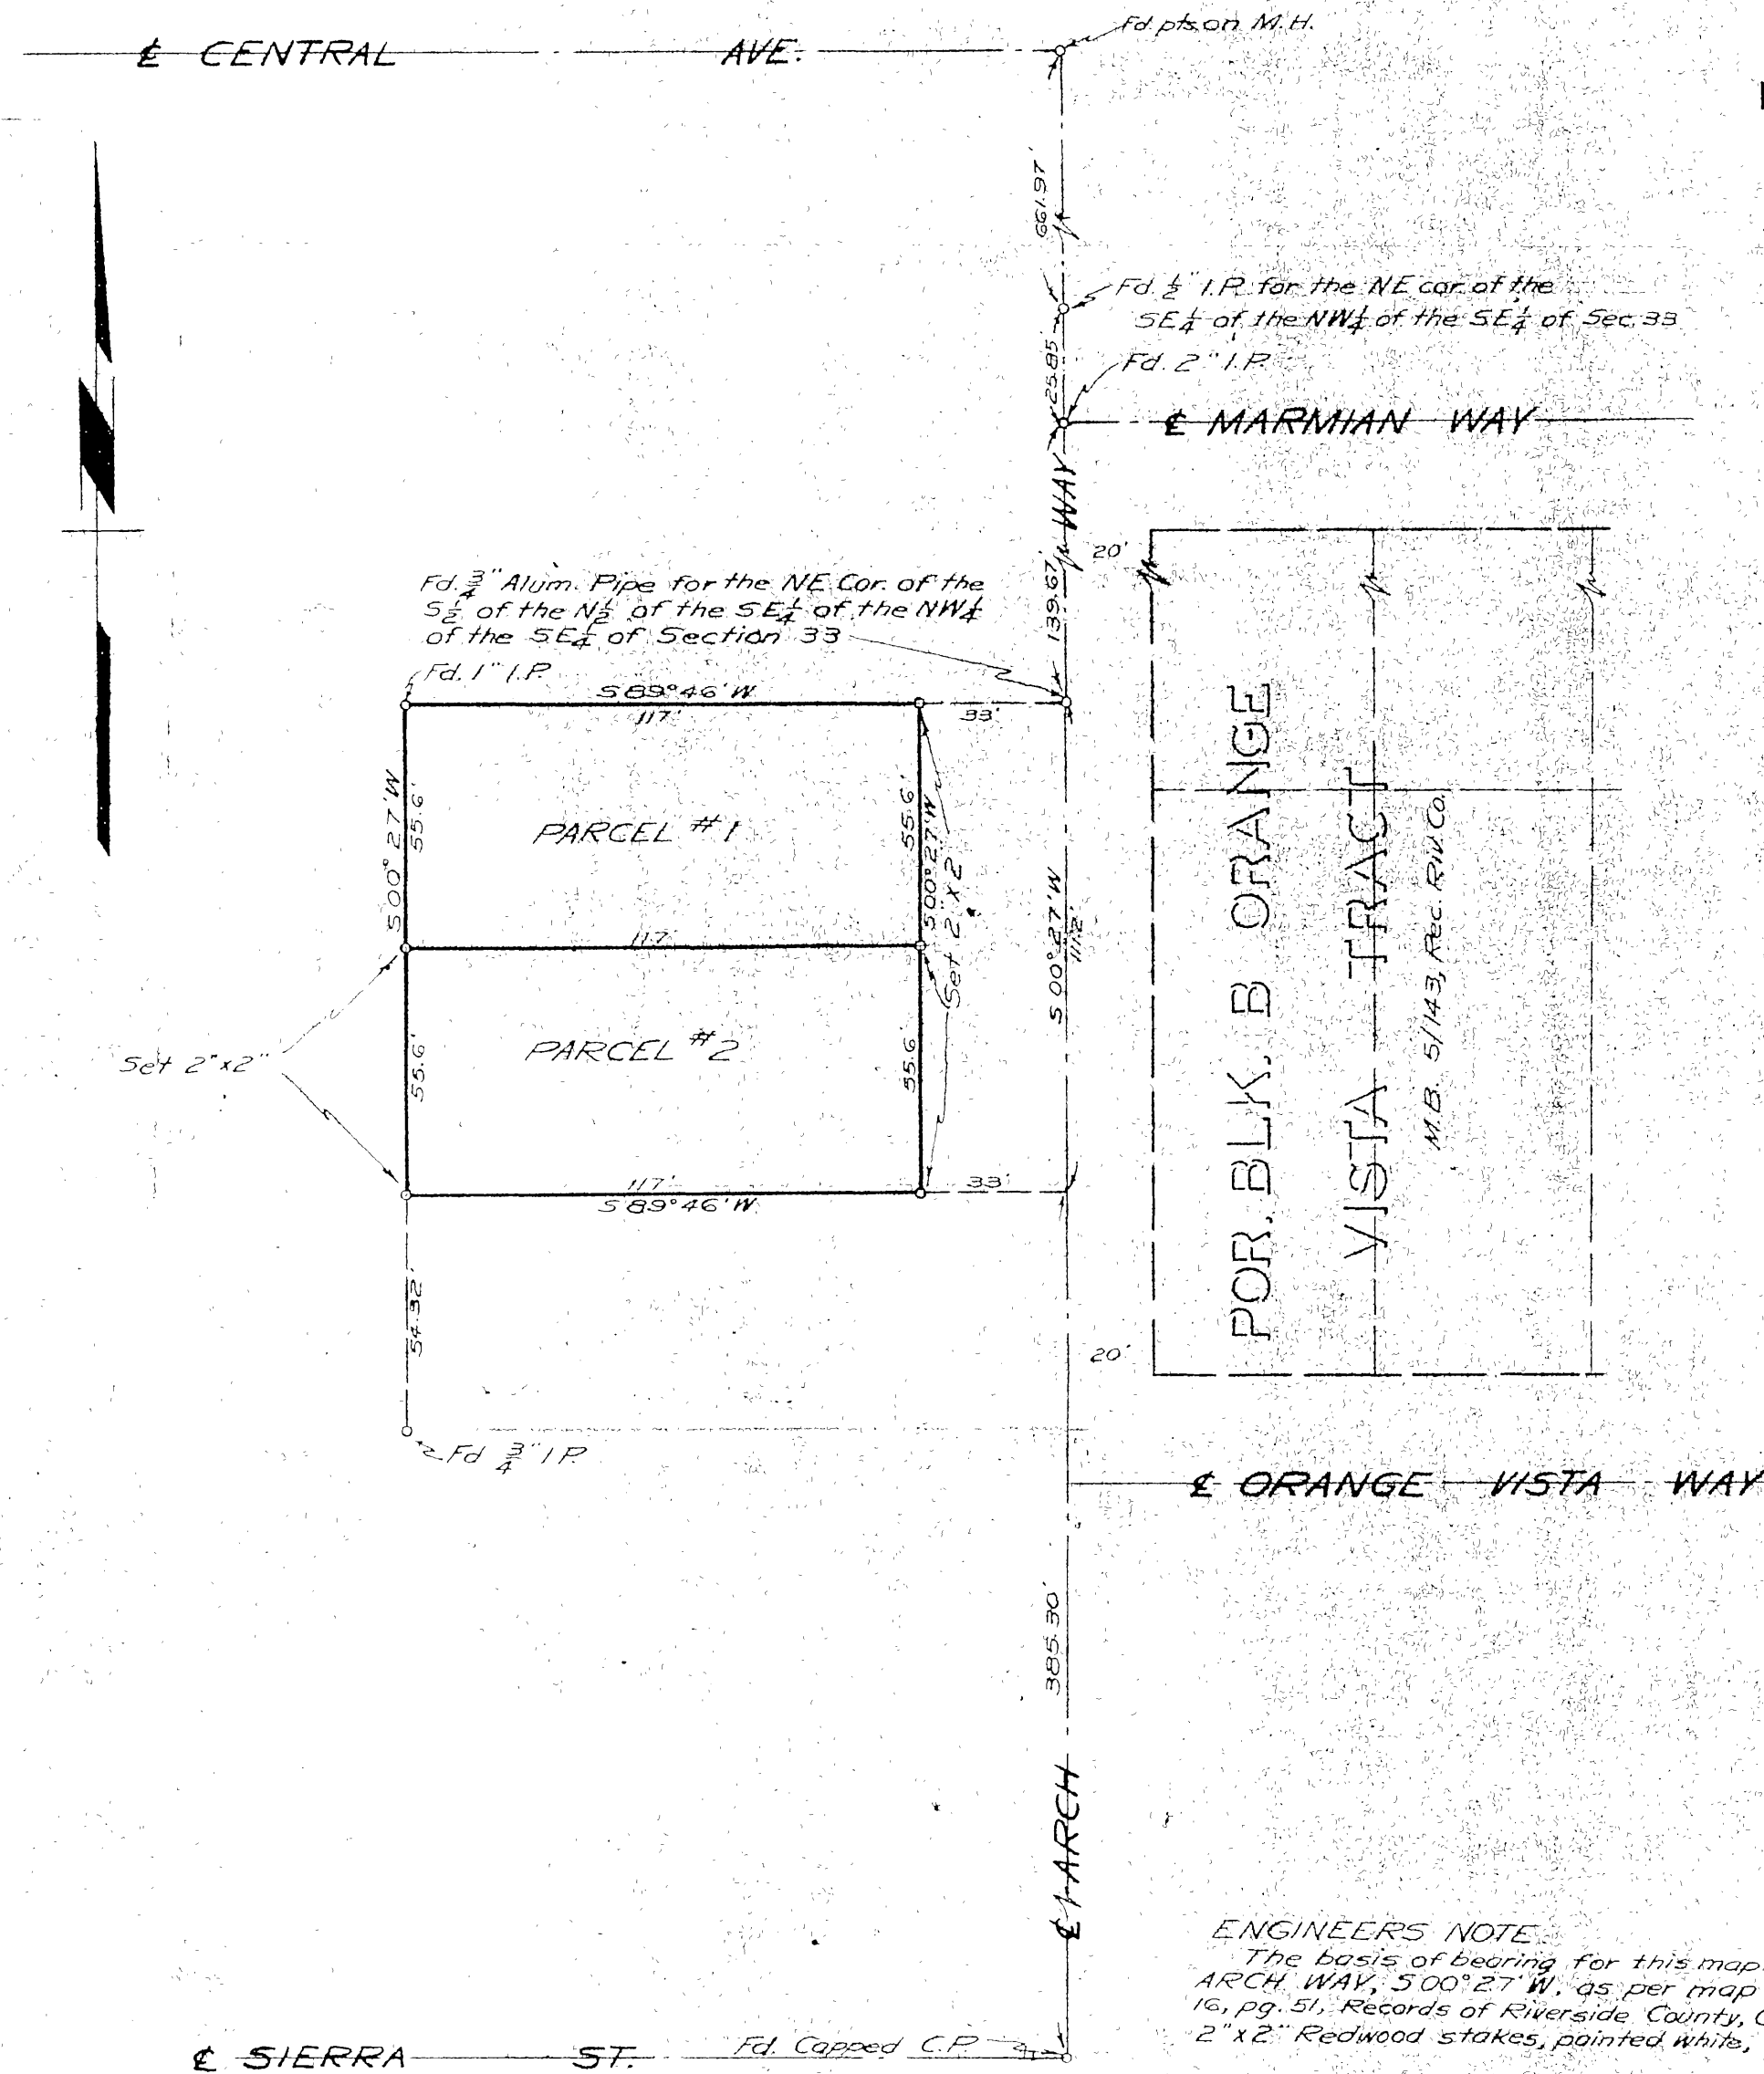 ℄ CENTRAL AVE.
Fd. pts on M.H.
661.97'
Fd. ½" I.P. for the NE cor. of the
SE¼ of the NW¼ of the SE¼ of Sec. 33
25.85
Fd. 2" I.P.
℄ MARMIAN WAY
WAY
139.67'
20'
Fd. ¾" Alum. Pipe for the NE Cor. of the
S½ of the N½ of the SE¼ of the NW¼
of the SE¼ of Section 33
Fd. 1" I.P.
S 89° 46' W
117'
33'
S 00° 27' W
55.6'
PARCEL #1
55.6'
S 00° 27' W
Set 2" x 2"
S 00° 27' W
111.2'
117'
POR. BLK. B ORANGE
VISTA TRACT
M.B. 5/143, Rec. Riv. Co.
Set 2" x 2"
55.6'
PARCEL #2
55.6'
117'
S 89° 46' W
33'
54.32'
20'
Fd ¾" I.P.
℄ ORANGE VISTA WAY
385.30'
℄ ARCH
ENGINEERS NOTE
The basis of bearing for this map
ARCH WAY, S 00° 27' W. as per map
16, pg. 51, Records of Riverside County,
2" x 2" Redwood stakes, painted white,
℄ SIERRA ST.
Fd. Capped C.P.